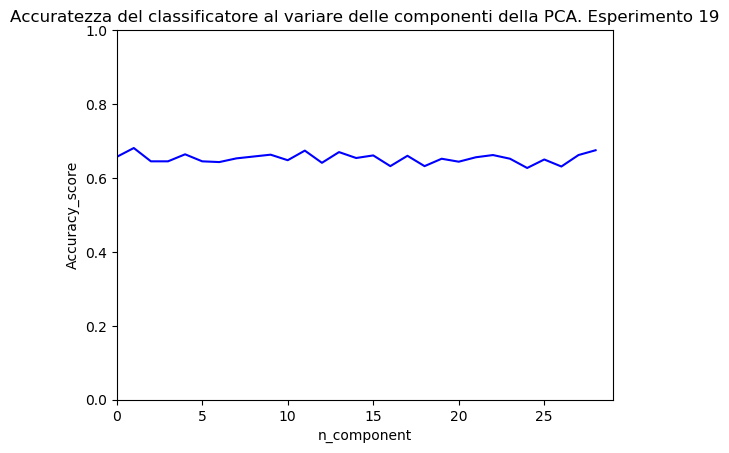 Accuratezza del classificatore al variare delle componenti della PCA. Esperimento 19
1.0
0.8
0.6
0.4
0.2
0.0
Accuracy_score
0 5 10 15 20 25
n_component